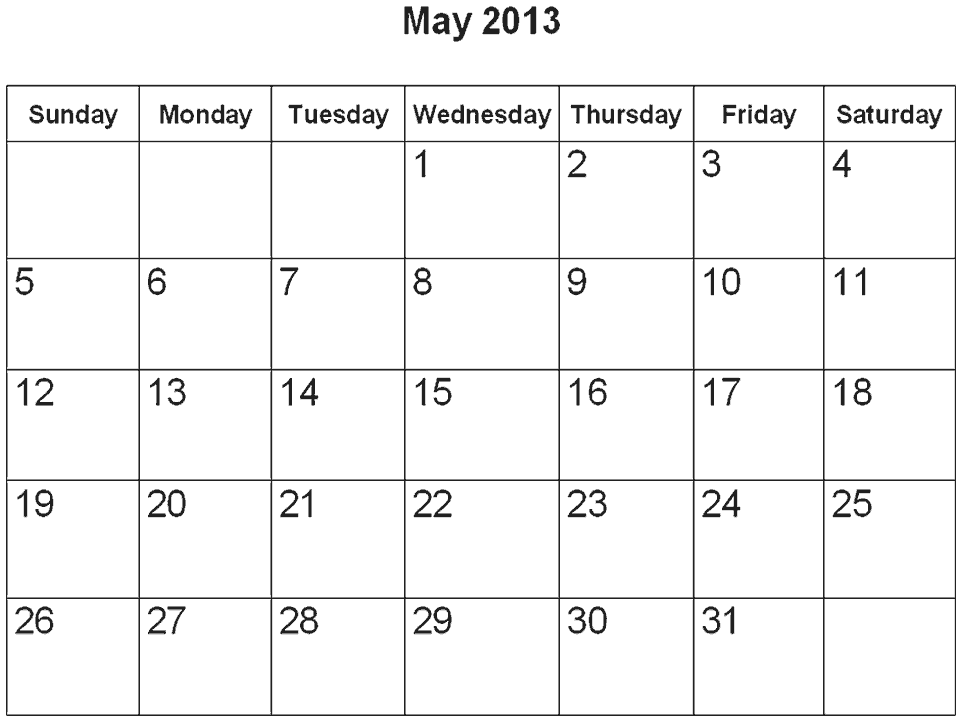 May 2013
Sunday Monday Tuesday Wednesday Thursday Friday Saturday
1 2 3 4
5 6 7 8 9 10 11
12 13 14 15 16 17 18
19 20 21 22 23 24 25
26 27 28 29 30 31